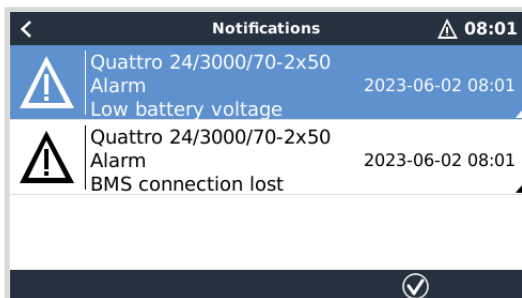 Notifications
08:01
Quattro 24/3000/70-2x50
Alarm
2023-06-02 08:01
Low battery voltage
Quattro 24/3000/70-2x50
Alarm
2023-06-02 08:01
BMS connection lost